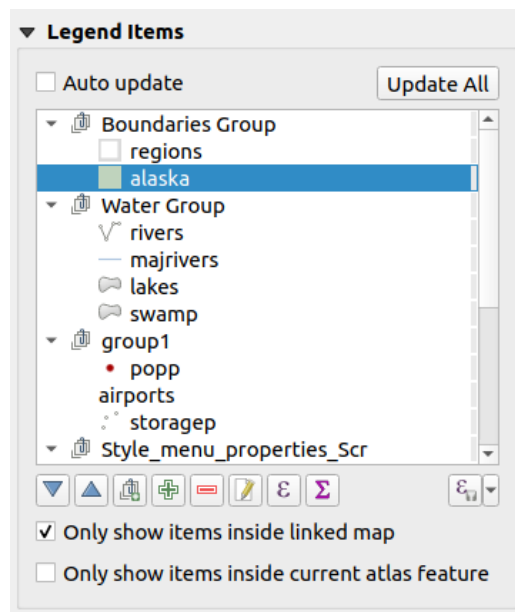 Legend Items
Auto update Update All
Boundaries Group
regions
alaska
Water Group
rivers
majrivers
lakes
swamp
group1
popp
airports
storagep
Style_menu_properties_Scr
ε Σ ε
Only show items inside linked map
Only show items inside current atlas feature